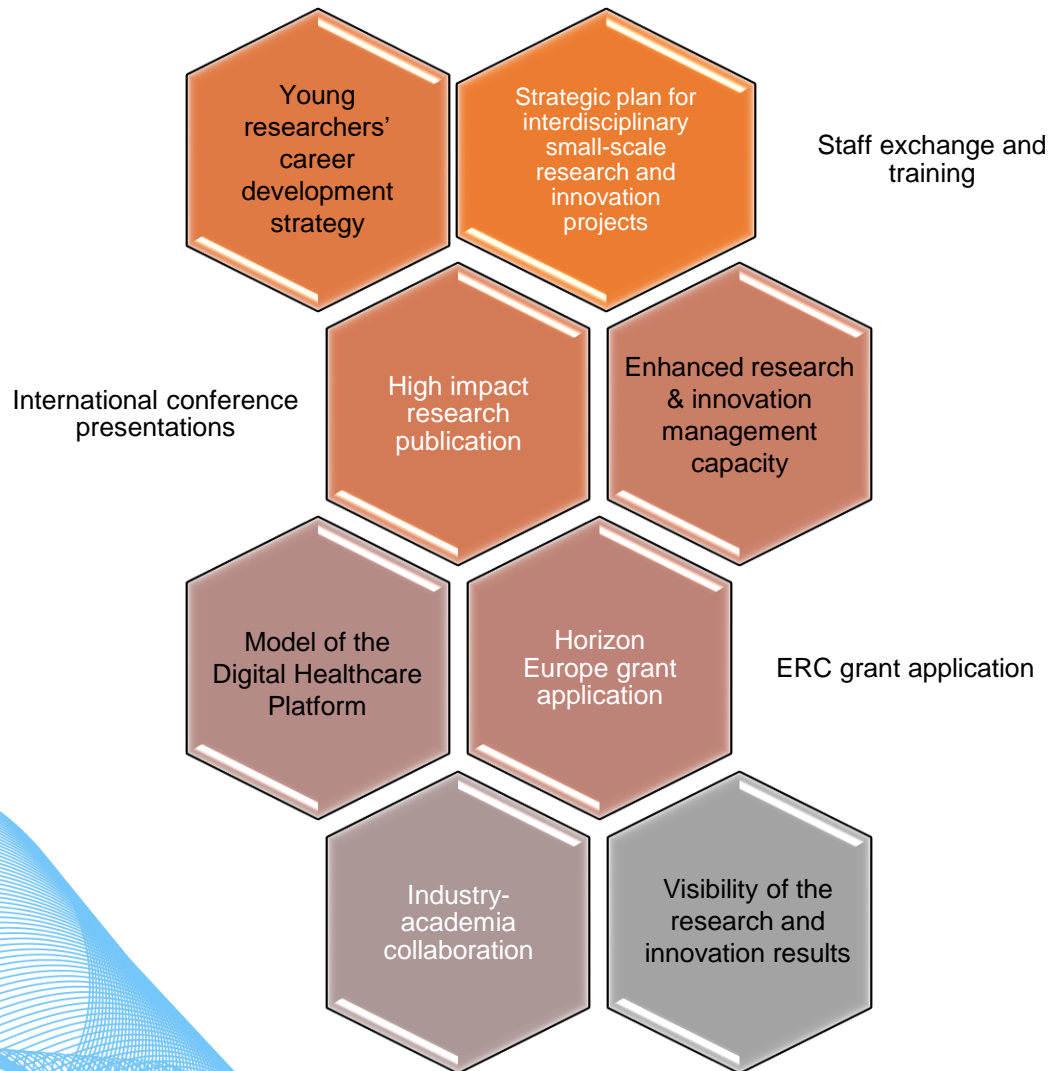 Young
researchers’
career
development
strategy
Strategic plan for
interdisciplinary
small-scale
research and
innovation
projects
Staff exchange and
training
International conference
presentations
High impact
research
publication
Enhanced research
& innovation
management
capacity
Model of the
Digital Healthcare
Platform
Horizon
Europe grant
application
ERC grant application
Industry-
academia
collaboration
Visibility of the
research and
innovation results